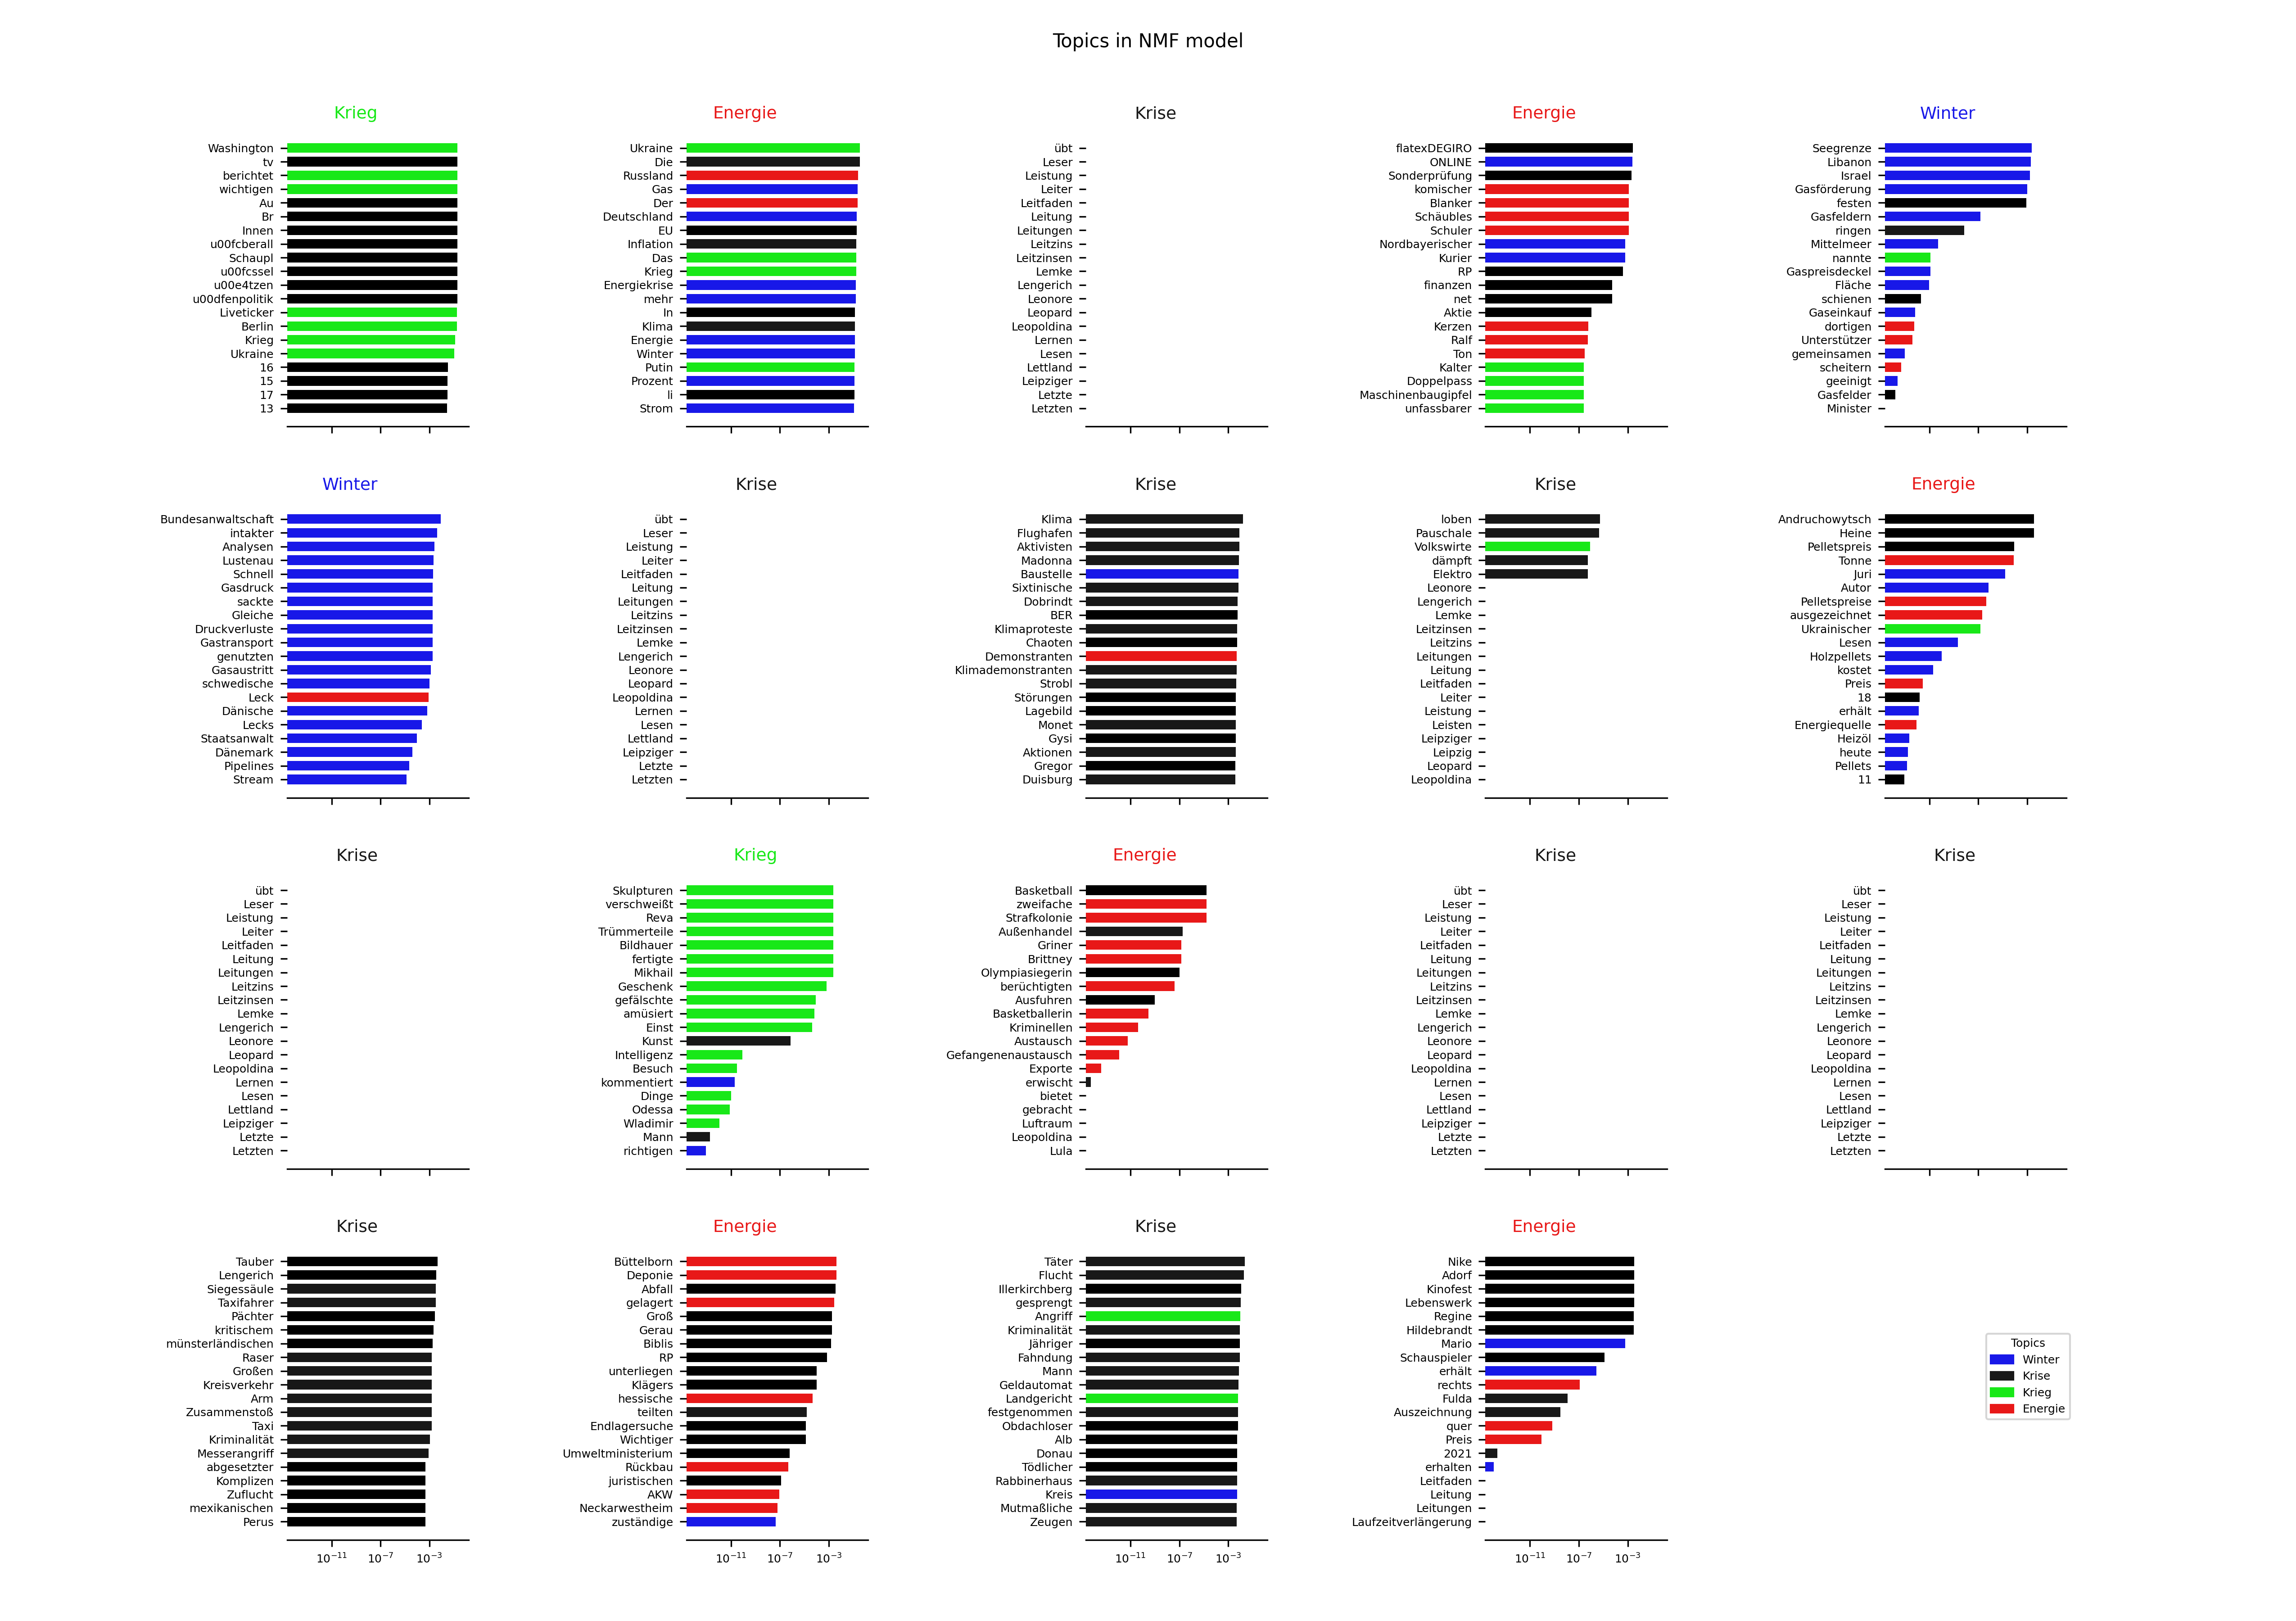 Topics in NMF model
Krieg
Washington
tv
berichtet
wichtigen
Au
Br
Innen
u00fcberall
Schaupl
u00fcssel
u00e4tzen
u00dfenpolitik
Liveticker
Berlin
Krieg
Ukraine
16
15
17
13
Energie
Ukraine
Die
Russland
Gas
Der
Deutschland
EU
Inflation
Das
Krieg
Energiekrise
mehr
In
Klima
Energie
Winter
Putin
Prozent
li
Strom
Krise
übt
Leser
Leistung
Leiter
Leitfaden
Leitung
Leitungen
Leitzins
Leitzinsen
Lemke
Lengerich
Leonore
Leopard
Leopoldina
Lernen
Lesen
Lettland
Leipziger
Letzte
Letzten
Energie
flatexDEGIRO
ONLINE
Sonderprüfung
komischer
Blanker
Schäubles
Schuler
Nordbayerischer
Kurier
RP
finanzen
net
Aktie
Kerzen
Ralf
Ton
Kalter
Doppelpass
Maschinenbaugipfel
unfassbarer
Winter
Seegrenze
Libanon
Israel
Gasförderung
festen
Gasfeldern
ringen
Mittelmeer
nannte
Gaspreisdeckel
Fläche
schienen
Gaseinkauf
dortigen
Unterstützer
gemeinsamen
scheitern
geeinigt
Gasfelder
Minister
Winter
Bundesanwaltschaft
intakter
Analysen
Lustenau
Schnell
Gasdruck
sackte
Gleiche
Druckverluste
Gastransport
genutzten
Gasaustritt
schwedische
Leck
Dänische
Lecks
Staatsanwalt
Dänemark
Pipelines
Stream
Krise
übt
Leser
Leistung
Leiter
Leitfaden
Leitung
Leitungen
Leitzins
Leitzinsen
Lemke
Lengerich
Leonore
Leopard
Leopoldina
Lernen
Lesen
Lettland
Leipziger
Letzte
Letzten
Krise
Klima
Flughafen
Aktivisten
Madonna
Baustelle
Sixtinische
Dobrindt
BER
Klimaproteste
Chaoten
Demonstranten
Klimademonstranten
Strobl
Störungen
Lagebild
Monet
Gysi
Aktionen
Gregor
Duisburg
Krise
loben
Pauschale
Volkswirte
dämpft
Elektro
Leonore
Lengerich
Lemke
Leitzinsen
Leitzins
Leitungen
Leitung
Leitfaden
Leiter
Leistung
Leisten
Leipziger
Leipzig
Leopard
Leopoldina
Energie
Andruchowytsch
Heine
Pelletspreis
Tonne
Juri
Autor
Pelletspreise
ausgezeichnet
Ukrainischer
Lesen
Holzpellets
kostet
Preis
18
erhält
Energiequelle
Heizöl
heute
Pellets
11
Krise
übt
Leser
Leistung
Leiter
Leitfaden
Leitung
Leitungen
Leitzins
Leitzinsen
Lemke
Lengerich
Leonore
Leopard
Leopoldina
Lernen
Lesen
Lettland
Leipziger
Letzte
Letzten
Krieg
Skulpturen
verschweißt
Reva
Trümmerteile
Bildhauer
fertigte
Mikhail
Geschenk
gefälschte
amüsiert
Einst
Kunst
Intelligenz
Besuch
kommentiert
Dinge
Odessa
Wladimir
Mann
richtigen
Energie
Basketball
zweifache
Strafkolonie
Außenhandel
Griner
Brittney
Olympiasiegerin
berüchtigten
Ausfuhren
Basketballerin
Kriminellen
Austausch
Gefangenenaustausch
Exporte
erwischt
bietet
gebracht
Luftraum
Leopoldina
Lula
Krise
übt
Leser
Leistung
Leiter
Leitfaden
Leitung
Leitungen
Leitzins
Leitzinsen
Lemke
Lengerich
Leonore
Leopard
Leopoldina
Lernen
Lesen
Lettland
Leipziger
Letzte
Letzten
Krise
übt
Leser
Leistung
Leiter
Leitfaden
Leitung
Leitungen
Leitzins
Leitzinsen
Lemke
Lengerich
Leonore
Leopard
Leopoldina
Lernen
Lesen
Lettland
Leipziger
Letzte
Letzten
Krise
Tauber
Lengerich
Siegessäule
Taxifahrer
Pächter
kritischem
münsterländischen
Raser
Großen
Kreisverkehr
Arm
Zusammenstoß
Taxi
Kriminalität
Messerangriff
abgesetzter
Komplizen
Zuflucht
mexikanischen
Perus
10⁻¹¹ 10⁻⁷ 10⁻³
Energie
Büttelborn
Deponie
Abfall
gelagert
Groß
Gerau
Biblis
RP
unterliegen
Klägers
hessische
teilten
Endlagersuche
Wichtiger
Umweltministerium
Rückbau
juristischen
AKW
Neckarwestheim
zuständige
10⁻¹¹ 10⁻⁷ 10⁻³
Krise
Täter
Flucht
Illerkirchberg
gesprengt
Angriff
Kriminalität
Jähriger
Fahndung
Mann
Geldautomat
Landgericht
festgenommen
Obdachloser
Alb
Donau
Tödlicher
Rabbinerhaus
Kreis
Mutmaßliche
Zeugen
10⁻¹¹ 10⁻⁷ 10⁻³
Energie
Nike
Adorf
Kinofest
Lebenswerk
Regine
Hildebrandt
Mario
Schauspieler
erhält
rechts
Fulda
Auszeichnung
quer
Preis
2021
erhalten
Leitfaden
Leitung
Leitungen
Laufzeitverlängerung
10⁻¹¹ 10⁻⁷ 10⁻³
Topics
Winter
Krise
Krieg
Energie